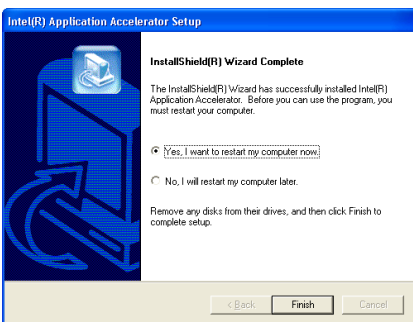 Intel(R) Application Accelerator Setup
InstallShield(R) Wizard Complete
The InstallShield(R) Wizard has successfully installed Intel(R)
Application Accelerator. Before you can use the program, you
must restart your computer.
Yes, I want to restart my computer now.
No, I will restart my computer later.
Remove any disks from their drives, and then click Finish to
complete setup.
< Back Finish Cancel